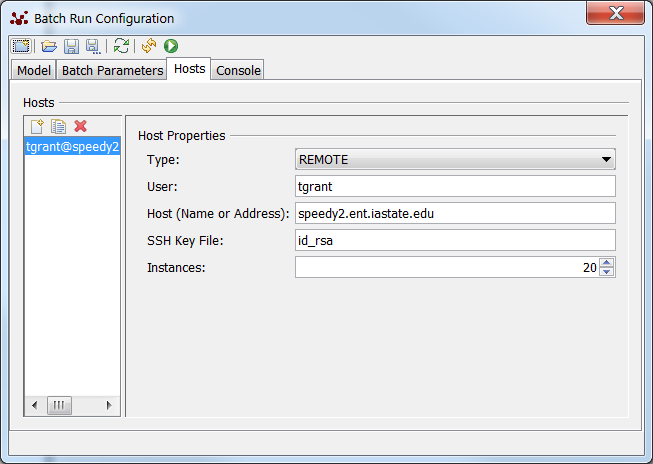 Batch Run Configuration
Model Batch Parameters Hosts Console
Hosts
tgrant@speedy2
Host Properties
Type: REMOTE
User: tgrant
Host (Name or Address): speedy2.ent.iastate.edu
SSH Key File: id_rsa
Instances: 20